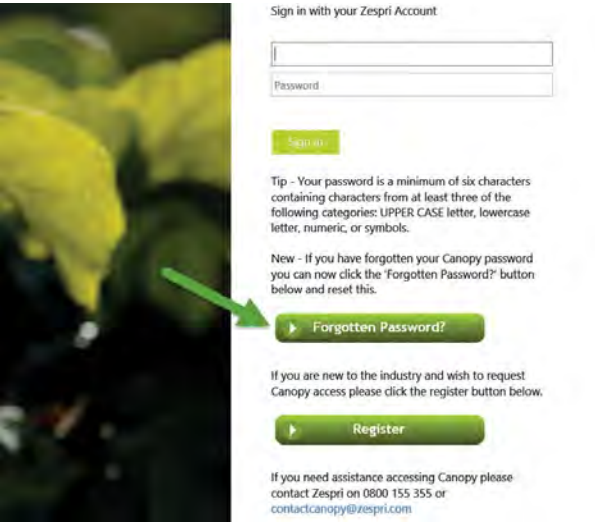 Sign in with your Zespri Account
Password
Sign in
Tip - Your password is a minimum of six characters
containing characters from at least three of the
following categories: UPPER CASE letter, lowercase
letter, numeric, or symbols.
New - If you have forgotten your Canopy password
you can now click the 'Forgotten Password?' button
below and reset this.
Forgotten Password?
If you are new to the industry and wish to request
Canopy access please click the register button below.
Register
If you need assistance accessing Canopy please
contact Zespri on 0800 155 355 or
contactcanopy@zespri.com